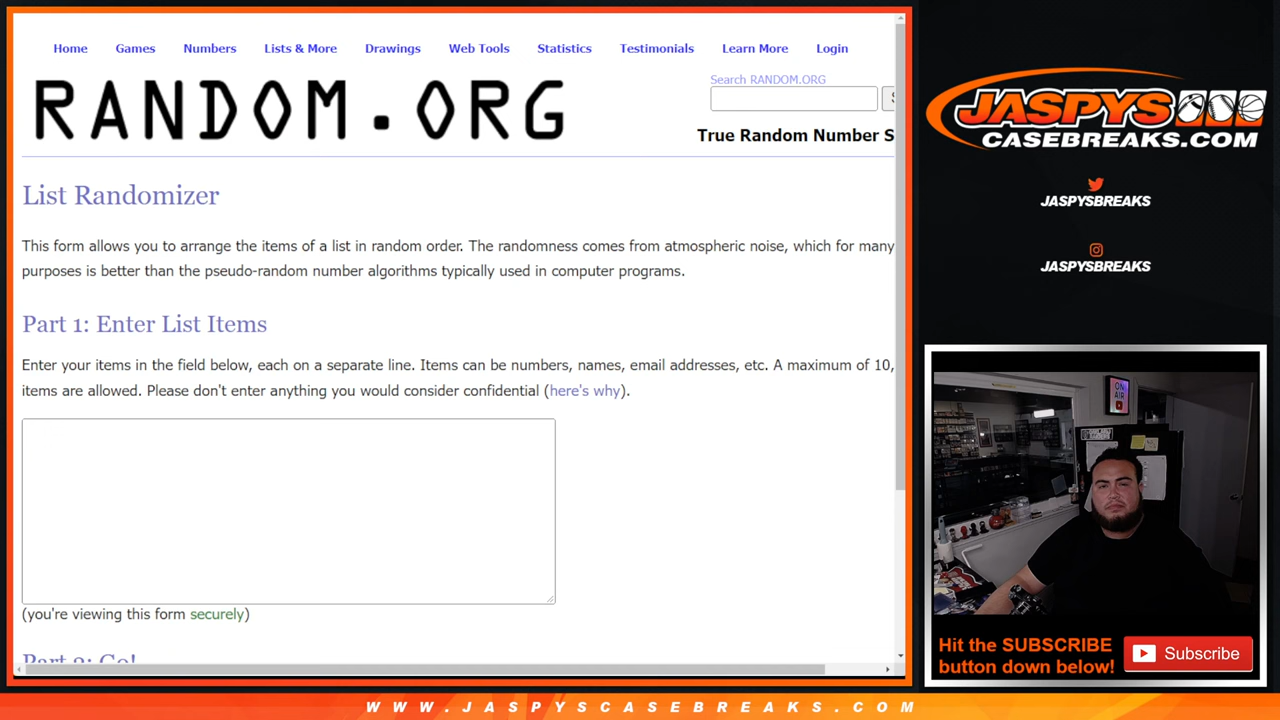 Home Games Numbers Lists & More Drawings Web Tools Statistics Testimonials Learn More Login
RANDOM.ORG
Search RANDOM.ORG
True Random Number S
List Randomizer
This form allows you to arrange the items of a list in random order. The randomness comes from atmospheric noise, which for many
purposes is better than the pseudo-random number algorithms typically used in computer programs.
Part 1: Enter List Items
Enter your items in the field below, each on a separate line. Items can be numbers, names, email addresses, etc. A maximum of 10,
items are allowed. Please don't enter anything you would consider confidential (here's why).
(you're viewing this form securely)
Part 2: Go!
JASPYS
CASEBREAKS.COM
JASPYSBREAKS
JASPYSBREAKS
ON
AIR
Hit the SUBSCRIBE
button down below!
Subscribe
WWW.JASPYSCASEBREAKS.COM